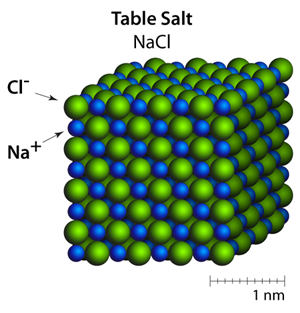 Table Salt
NaCl
Cl⁻
Na⁺
1 nm